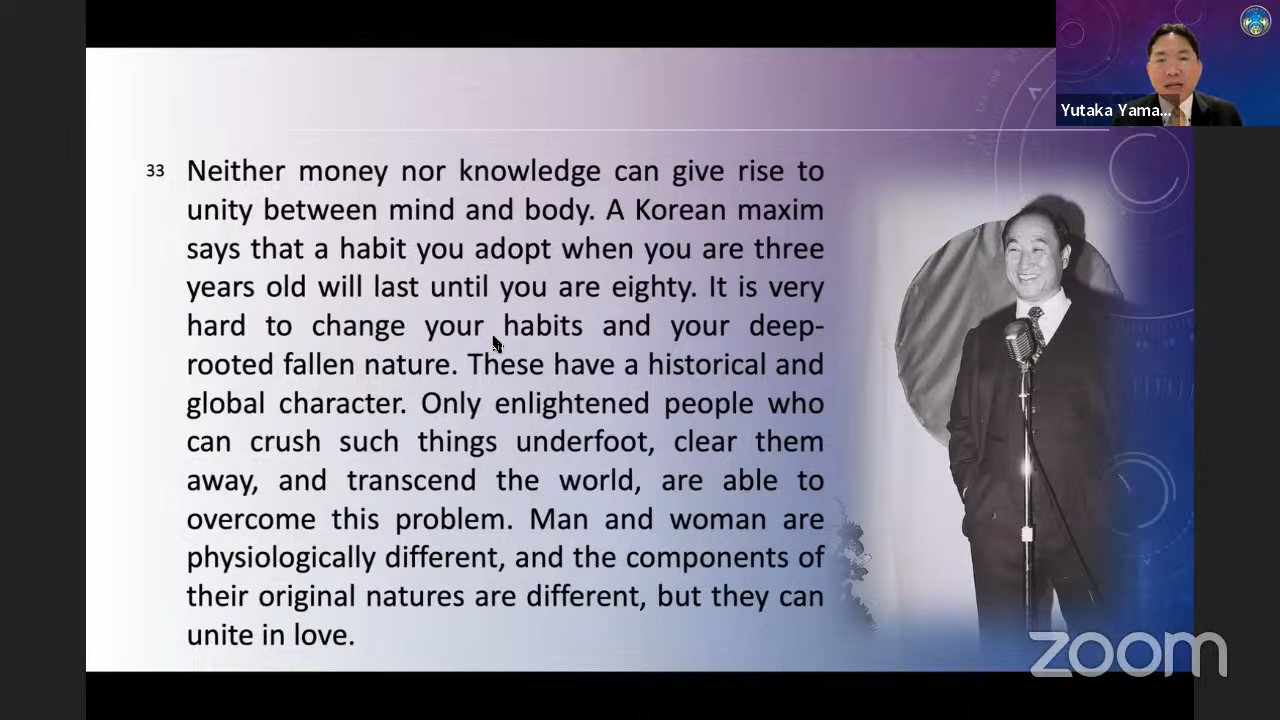 Yutaka Yama...
33
Neither money nor knowledge can give rise to
unity between mind and body. A Korean maxim
says that a habit you adopt when you are three
years old will last until you are eighty. It is very
hard to change your habits and your deep-
rooted fallen nature. These have a historical and
global character. Only enlightened people who
can crush such things underfoot, clear them
away, and transcend the world, are able to
overcome this problem. Man and woman are
physiologically different, and the components of
their original natures are different, but they can
unite in love.
zoom